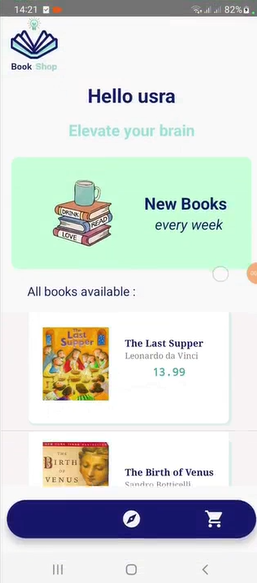 14:21
82%
Book Shop
Hello usra
Elevate your brain
DRINK
READ
LOVE
New Books
every week
All books available :
The Last Supper
The Last Supper
Leonardo da Vinci
13.99
THE BIRTH OF VENUS
The Birth of Venus
Sandro Botticelli